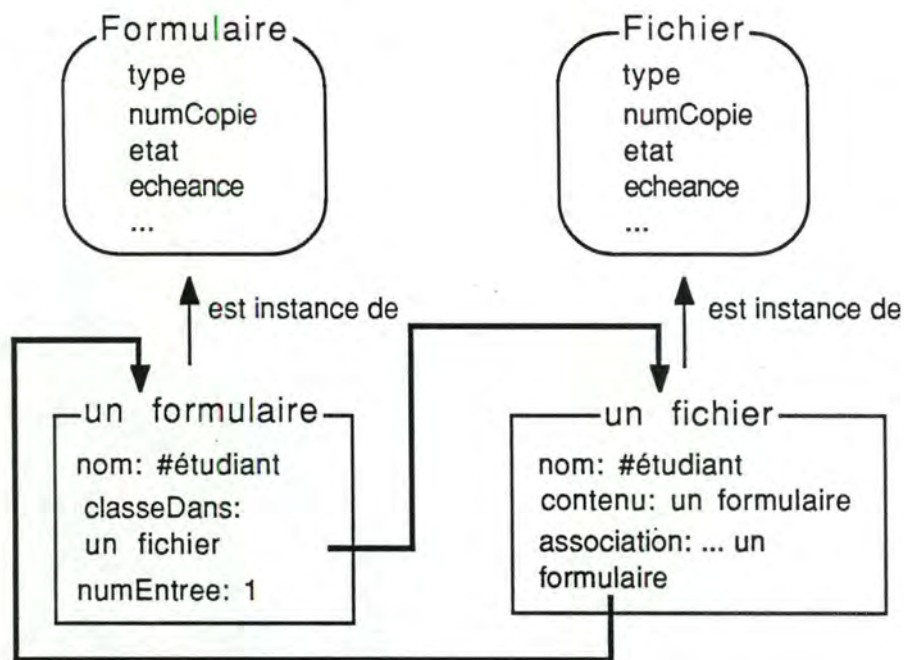 Formulaire
type
numCopie
etat
echeance
...
Fichier
type
numCopie
etat
echeance
...
est instance de
est instance de
un formulaire
nom: #étudiant
classeDans:
un fichier
numEntree: 1
un fichier
nom: #étudiant
contenu: un formulaire
association: ... un
formulaire